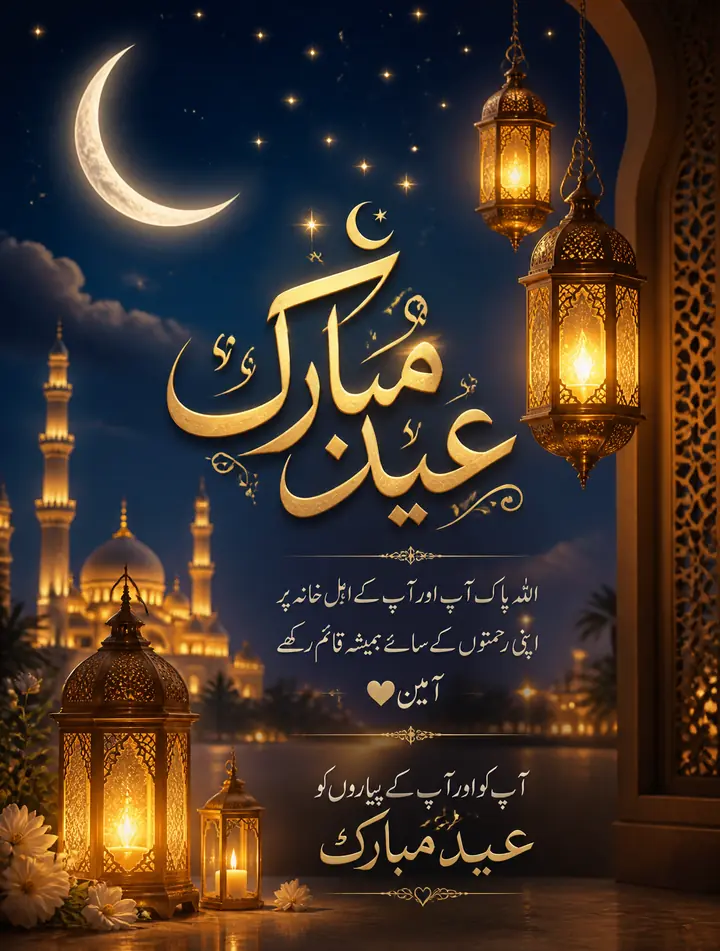 عید مبارک
اللہ پاک آپ اور آپ کے اہل خانہ پر
اپنی رحمتوں کے سائے ہمیشہ قائم رکھے
آمین
آپ کو اور آپ کے پیاروں کو
عید مبارک